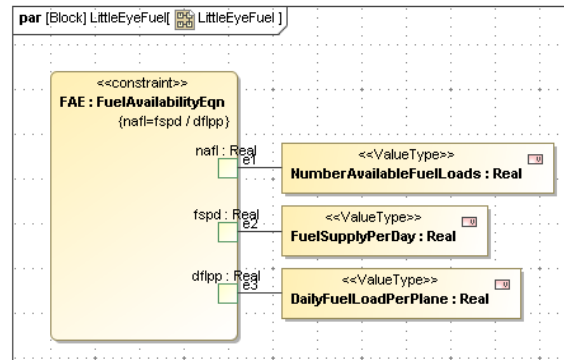 par [Block] LittleEyeFuel[ LittleEyeFuel ]
<<constraint>>
FAE : FuelAvailabilityEqn
{nafl=fspd / dflpp}
nafl : Real
e1
<<ValueType>>
NumberAvailableFuelLoads : Real
fspd : Real
e2
<<ValueType>>
FuelSupplyPerDay : Real
dflpp : Real
e3
<<ValueType>>
DailyFuelLoadPerPlane : Real